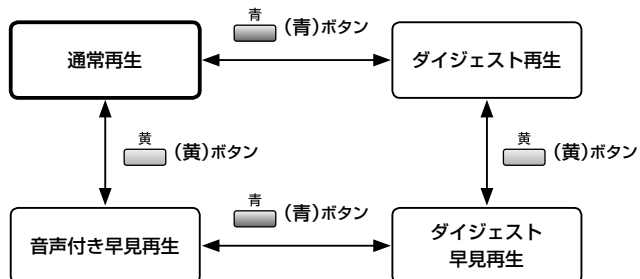 青
(青)ボタン
通常再生
ダイジェスト再生
黄
(黄)ボタン
黄
(黄)ボタン
青
(青)ボタン
音声付き早見再生
ダイジェスト
早見再生